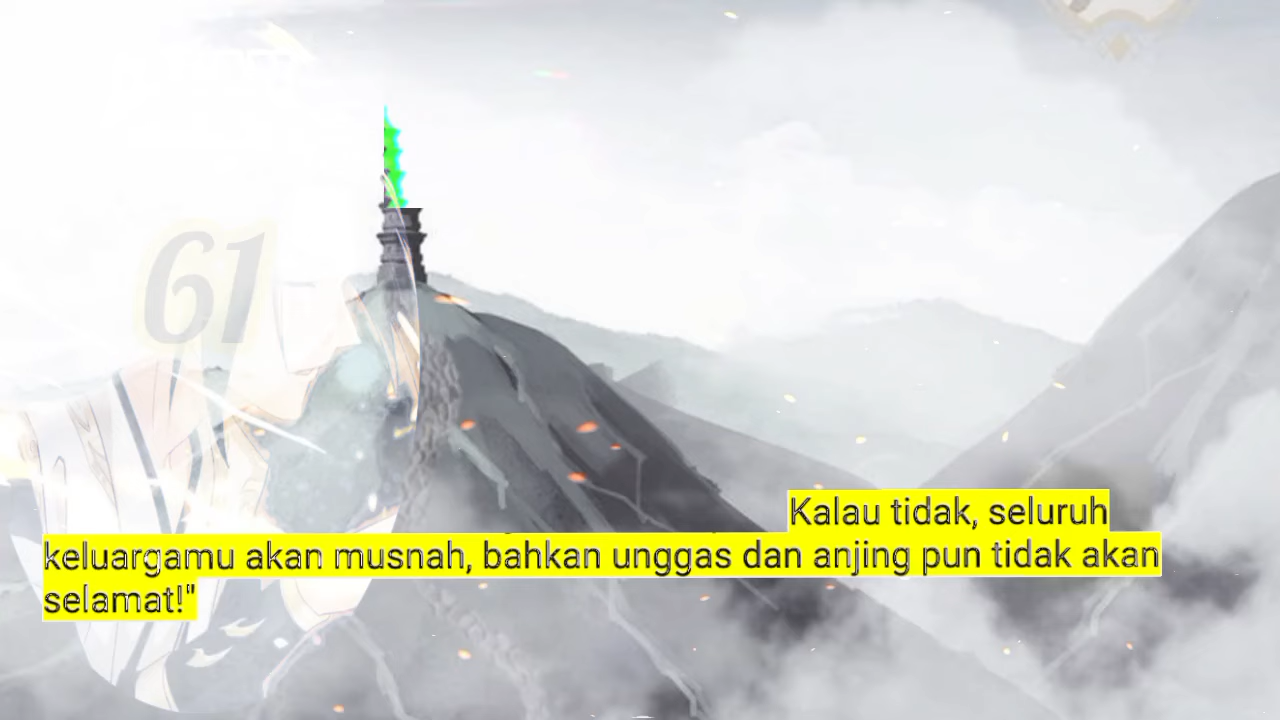 61
Kalau tidak, seluruh
keluargamu akan musnah, bahkan unggas dan anjing pun tidak akan
selamat!"